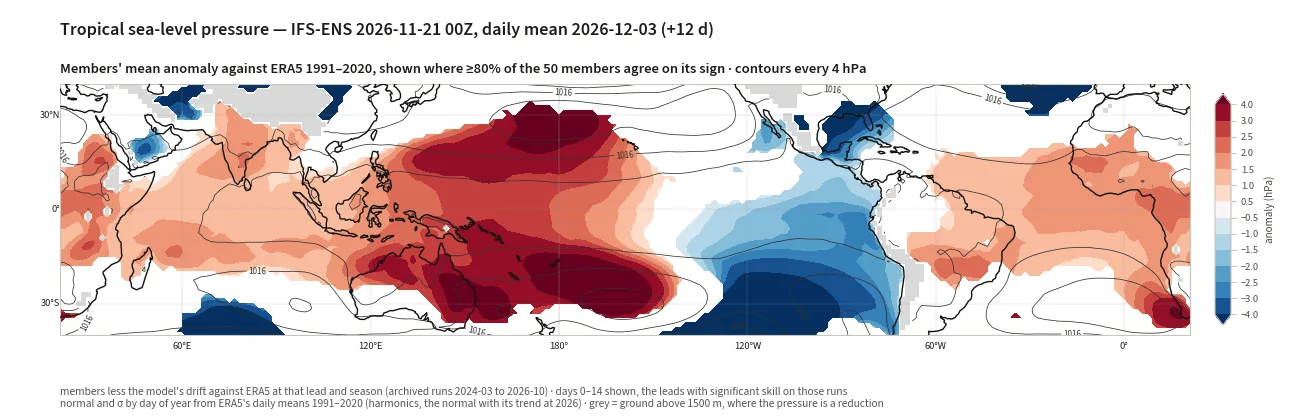 Tropical sea-level pressure — IFS-ENS 2026-11-21 00Z, daily mean 2026-12-03 (+12 d)
Members' mean anomaly against ERA5 1991–2020, shown where ≥80% of the 50 members agree on its sign · contours every 4 hPa
1016
1016
1016
1016
1016
1016
1016
1016
1016
30°N
0°
30°S
60°E
120°E
180°
120°W
60°W
0°
4.0
3.0
2.5
2.0
1.5
1.0
0.5
−0.5
−1.0
−1.5
−2.0
−2.5
−3.0
−4.0
anomaly (hPa)
members less the model's drift against ERA5 at that lead and season (archived runs 2024-03 to 2026-10) · days 0–14 shown, the leads with significant skill on those runs
normal and σ by day of year from ERA5's daily means 1991–2020 (harmonics, the normal with its trend at 2026) · grey = ground above 1500 m, where the pressure is a reduction